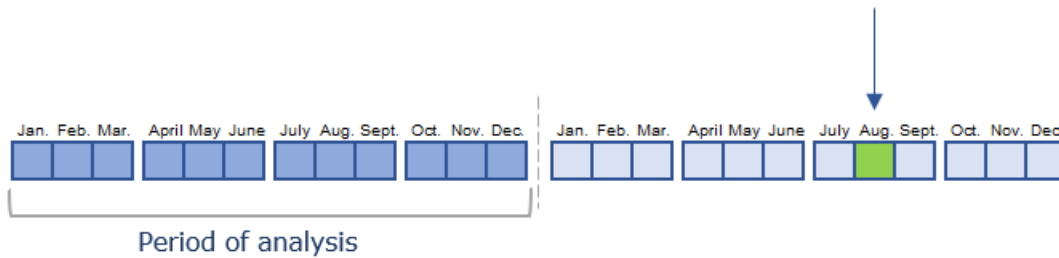 Jan. Feb. Mar. April May June July Aug. Sept. Oct. Nov. Dec. Jan. Feb. Mar. April May June July Aug. Sept. Oct. Nov. Dec
Period of analysis